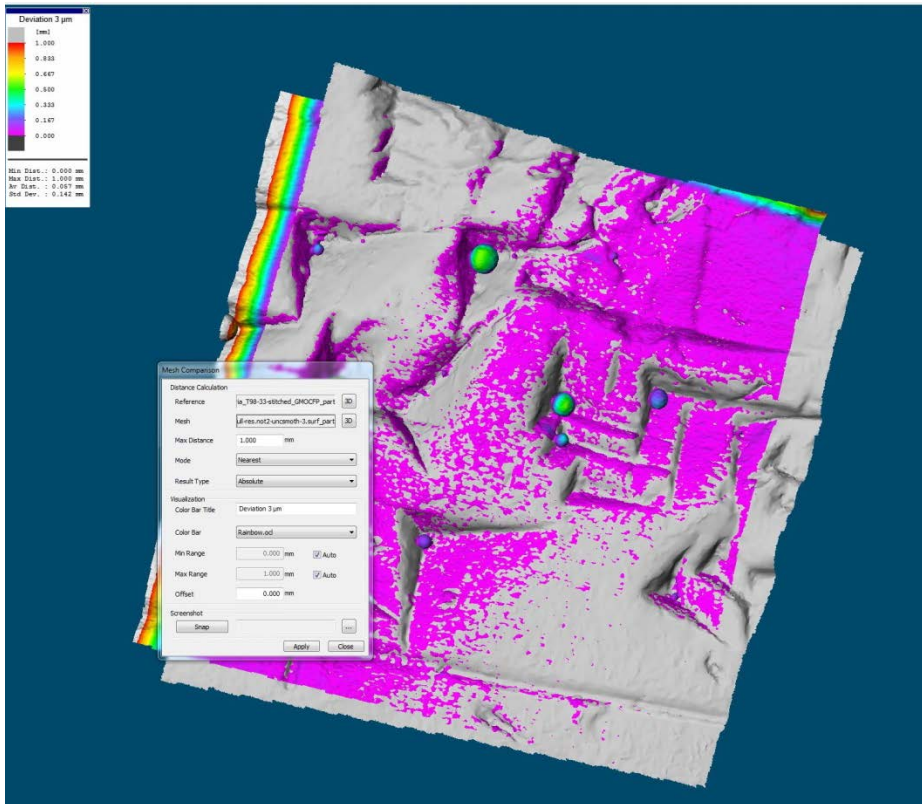 Deviation 3 µm
[mm]
1.000
0.833
0.667
0.500
0.333
0.167
0.000
Min Dist.: 0.000 mm
Max Dist.: 1.000 mm
Av Dist. : 0.057 mm
Std Dev. : 0.142 mm
Mesh Comparison
Distance Calculation
Reference ia_T98-33-stitched_GMOCFP_part 3D
Mesh ull-res.not2-uncsmoth-3.surf_part 3D
Max Distance 1.000 mm
Mode Nearest
Result Type Absolute
Visualization
Color Bar Title Deviation 3 µm
Color Bar Rainbow.ocl
Min Range 0.000 mm Auto
Max Range 1.000 mm Auto
Offset 0.000 mm
Screenshot
Snap ...
Apply Close